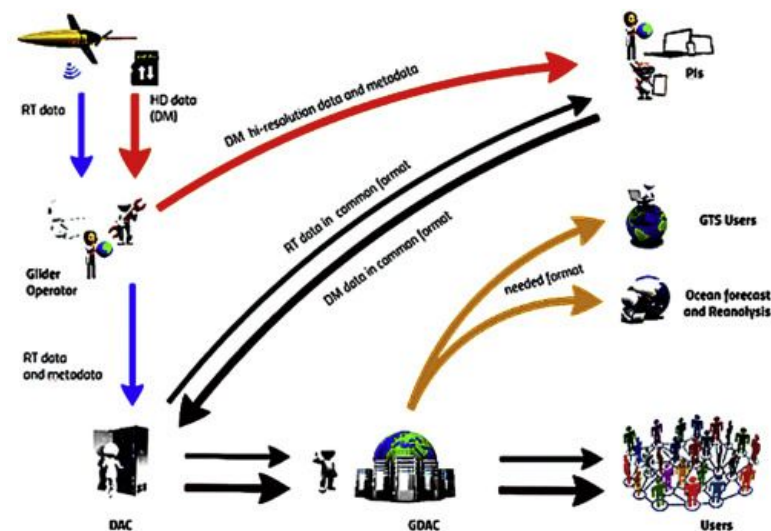 RT data
HD data
(DM)
DM hi-resolution data and metadata
PIs
RT data in common format
DM data in common format
GTS Users
needed format
Ocean forecast
and Reanalysis
Glider
Operator
RT data
and metadata
DAC
GDAC
Users